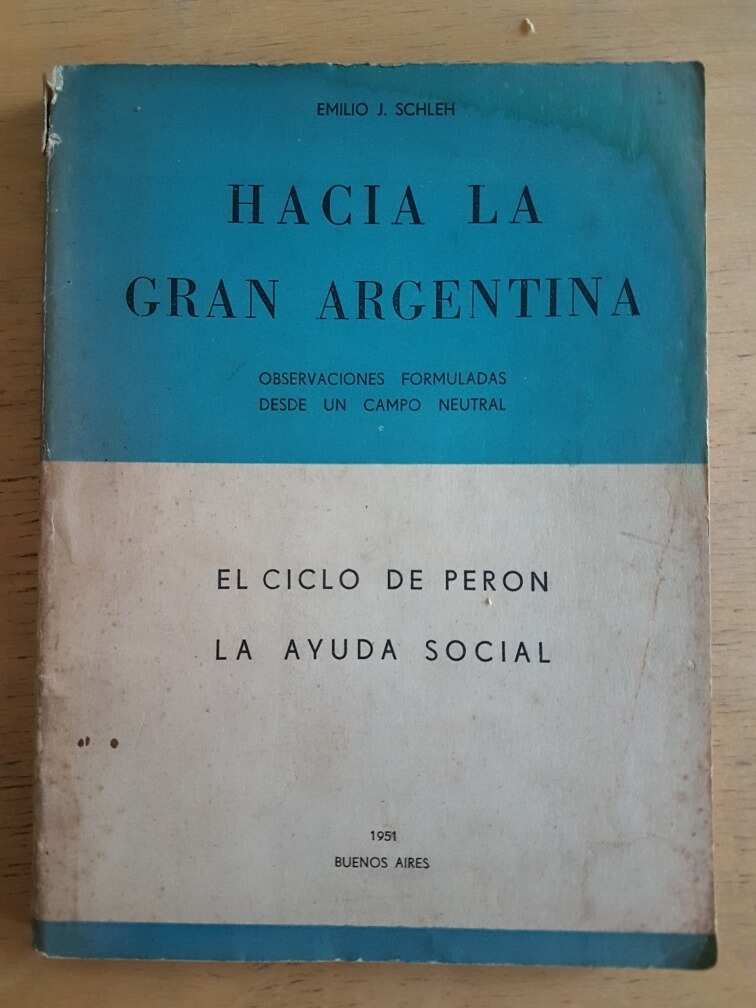 EMILIO J. SCHLEH
HACIA LA
GRAN ARGENTINA
OBSERVACIONES FORMULADAS
DESDE UN CAMPO NEUTRAL
EL CICLO DE PERON
LA AYUDA SOCIAL
1951
BUENOS AIRES